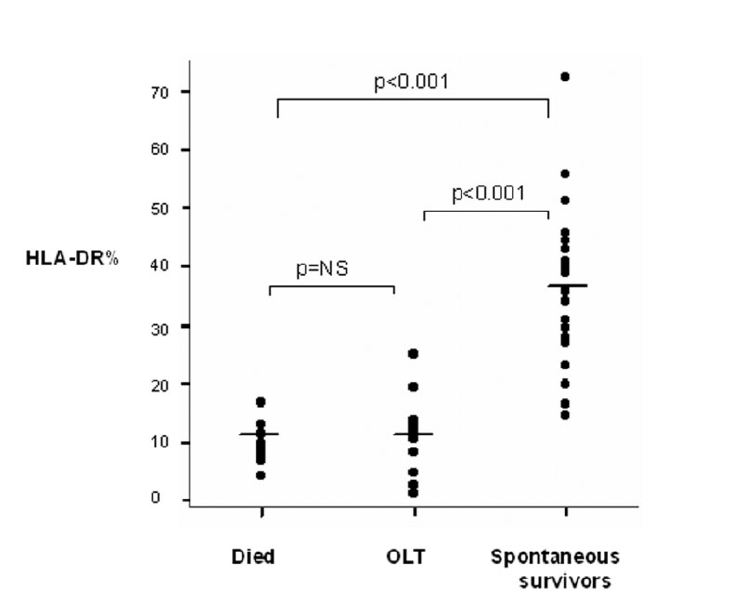 p<0.001
70
60
p<0.001
50
HLA-DR%
40
p=NS
30
20
10
0
Died OLT Spontaneous
survivors